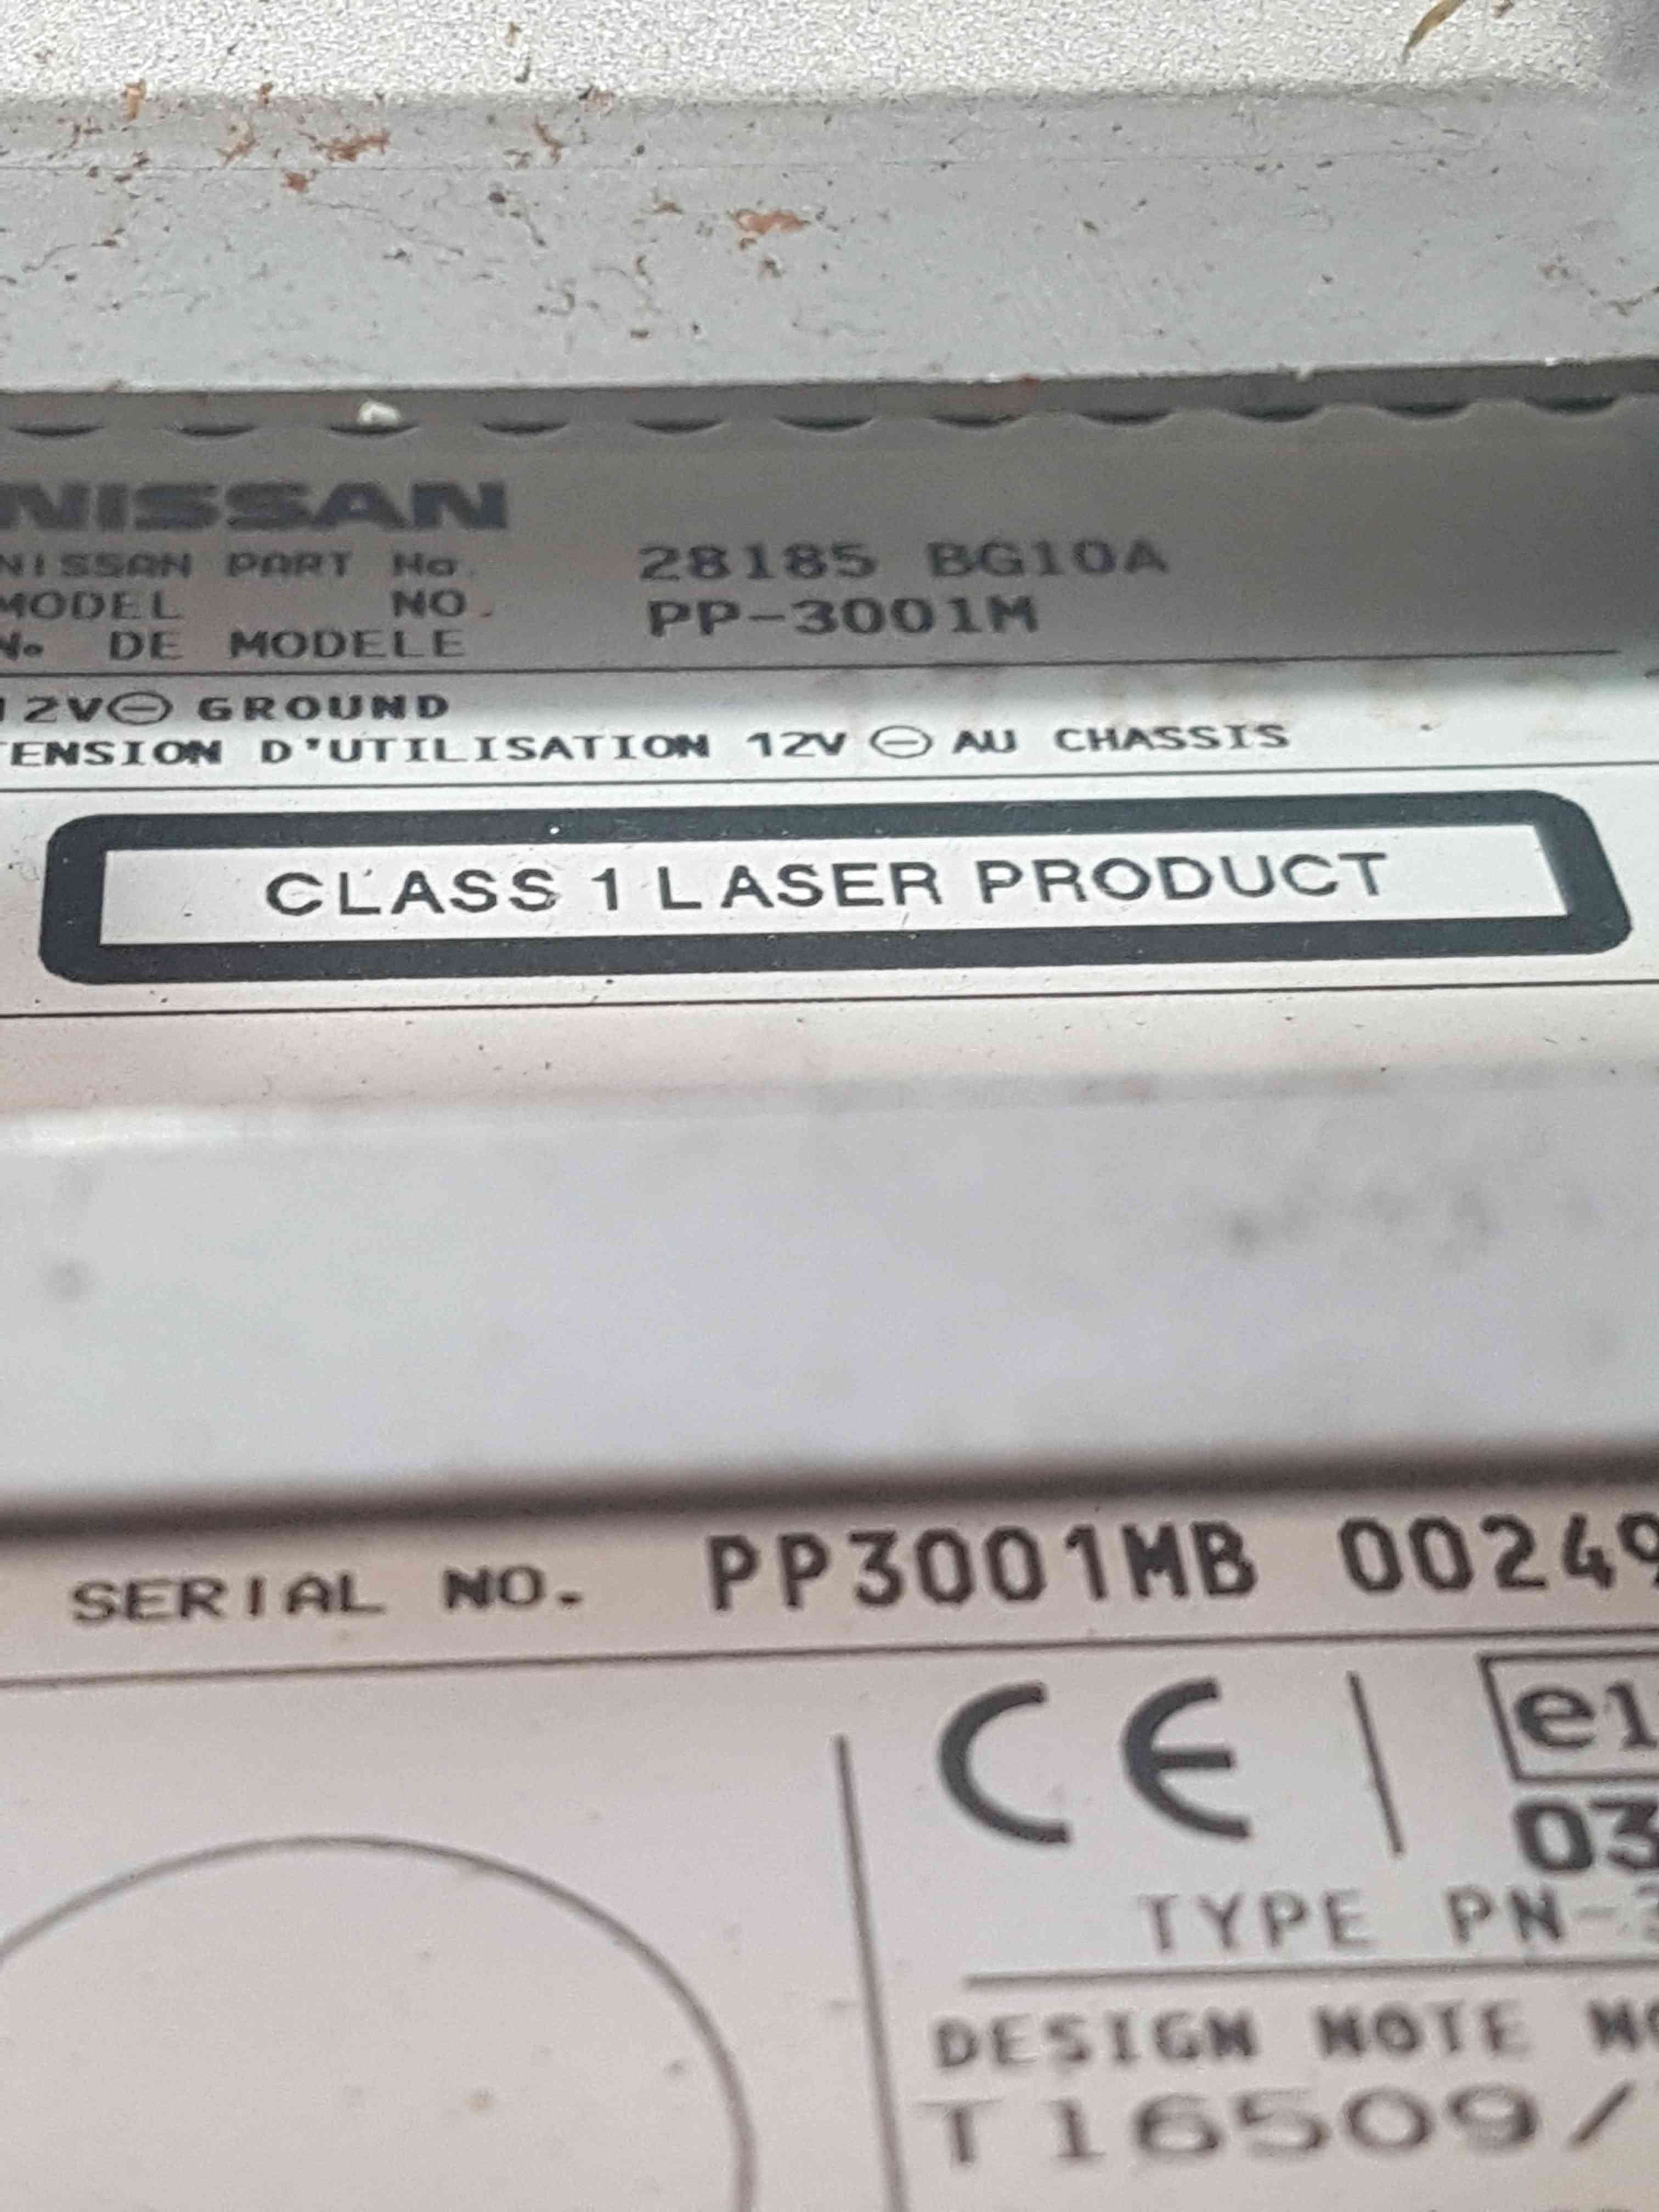 NISSAN
NISSAN PART No. 28185 BG10A
MODEL NO. PP-3001M
No. DE MODELE
12V⊖ GROUND
TENSION D'UTILISATION 12V ⊖ AU CHASSIS
CLASS 1 LASER PRODUCT
SERIAL NO. PP3001MB 00249
CE
e1
03
TYPE PN-
DESIGN NOTE
T16509/